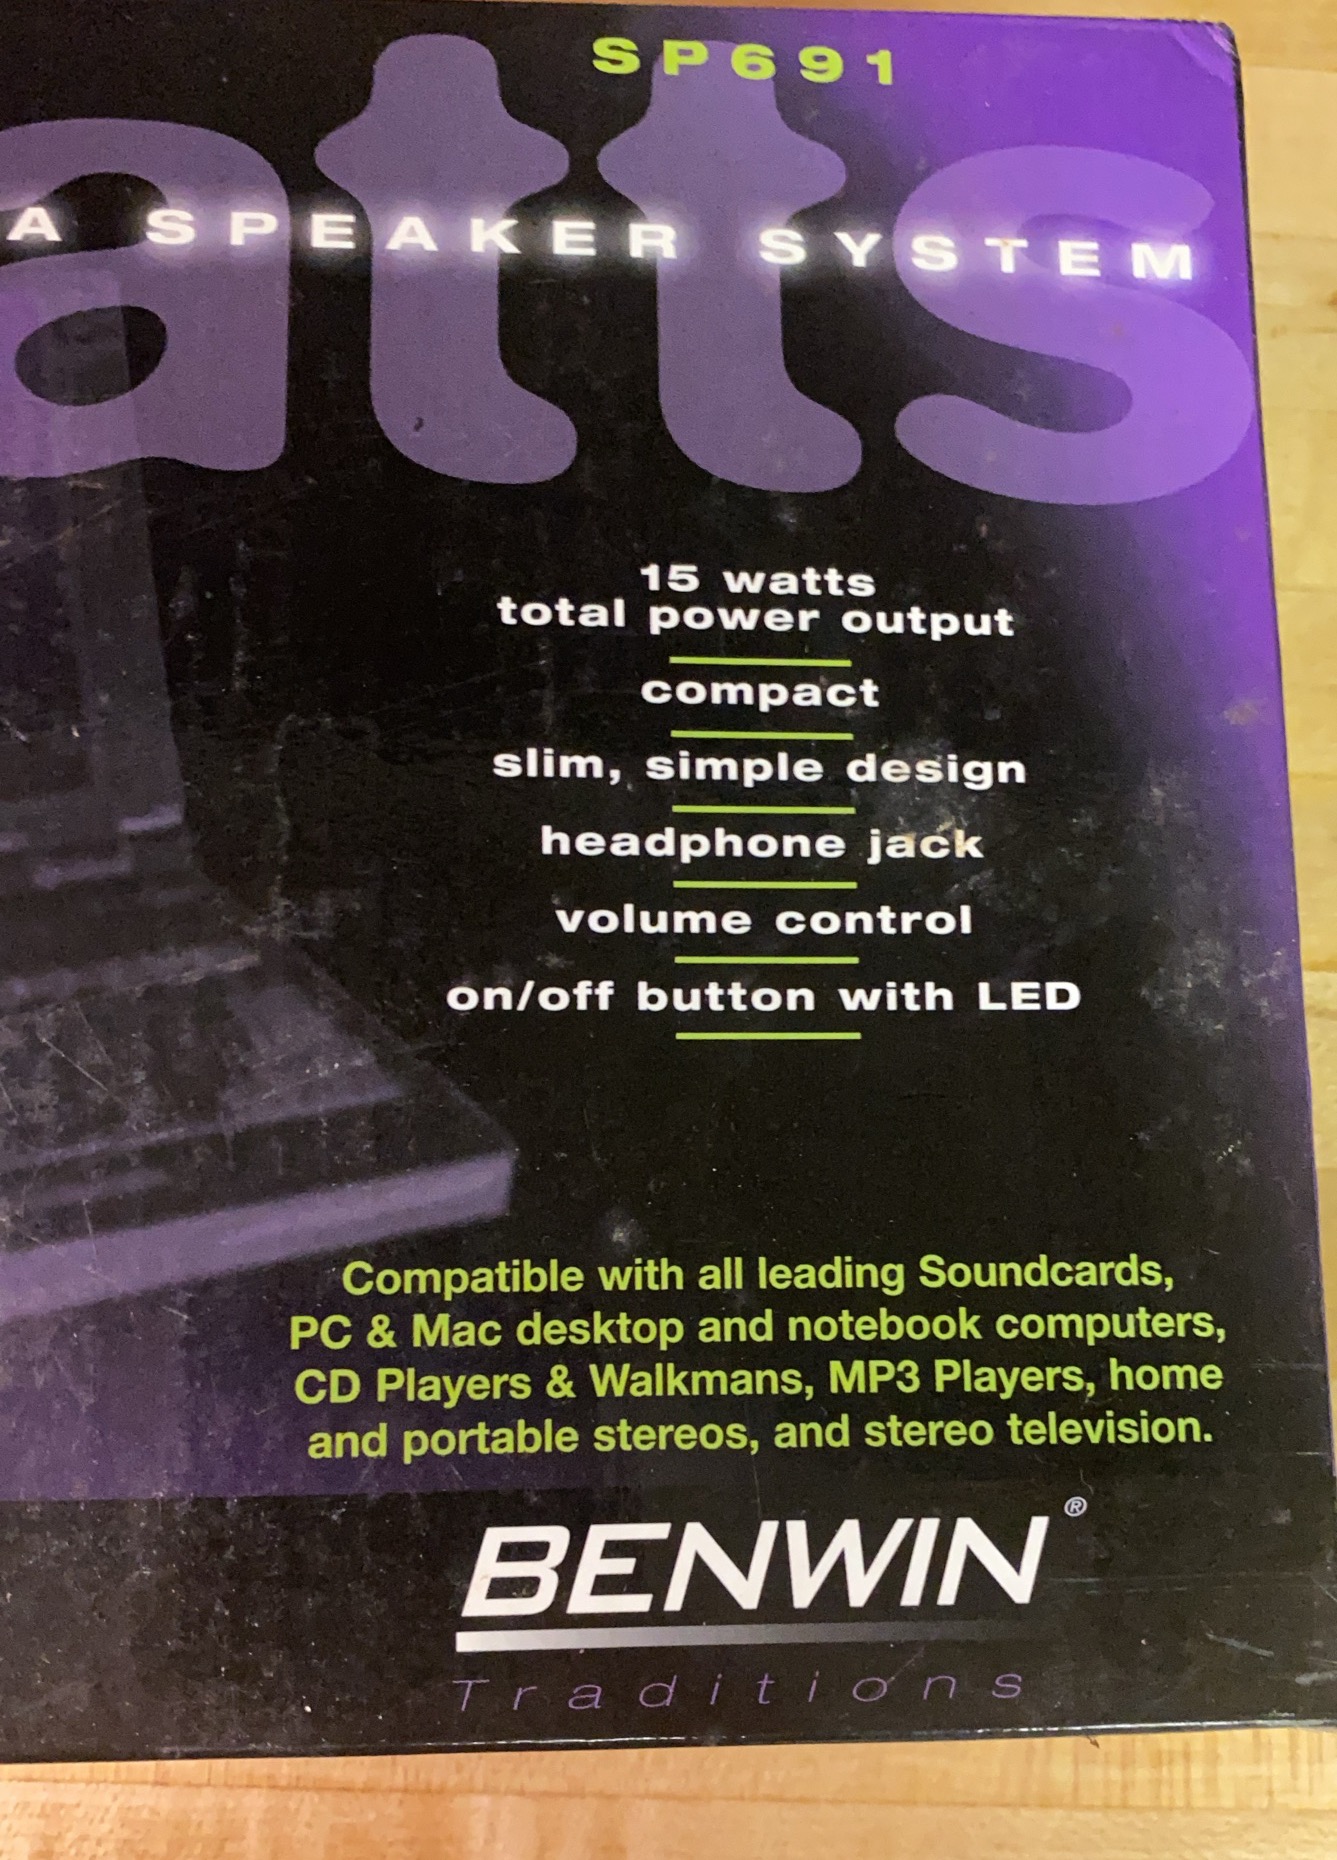 SP691
atts
A SPEAKER SYSTEM
15 watts
total power output
compact
slim, simple design
headphone jack
volume control
on/off button with LED
Compatible with all leading Soundcards,
PC & Mac desktop and notebook computers,
CD Players & Walkmans, MP3 Players, home
and portable stereos, and stereo television.
BENWIN®
Traditions